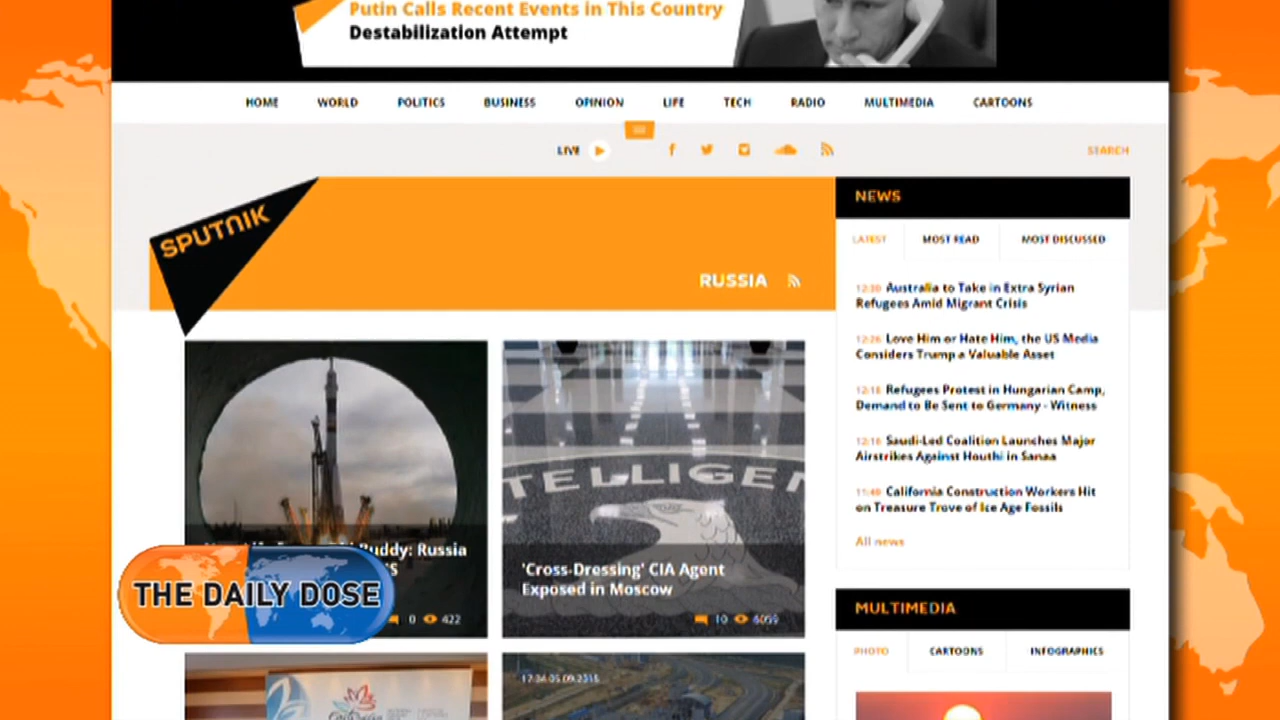 Putin Calls Recent Events in This Country
Destabilization Attempt
HOME WORLD POLITICS BUSINESS OPINION LIFE TECH RADIO MULTIMEDIA CARTOONS
LIVE
SEARCH
SPUTNIK
RUSSIA
NEWS
LATEST MOST READ MOST DISCUSSED
12:30 Australia to Take in Extra Syrian
Refugees Amid Migrant Crisis
12:26 Love Him or Hate Him, the US Media
Considers Trump a Valuable Asset
12:18 Refugees Protest in Hungarian Camp,
Demand to Be Sent to Germany - Witness
12:16 Saudi-Led Coalition Launches Major
Airstrikes Against Houthi in Sanaa
11:48 California Construction Workers Hit
on Treasure Trove of Ice Age Fossils
All news
TELLIGEN
Buddy: Russia
'Cross-Dressing' CIA Agent
Exposed in Moscow
0 422
10 6059
THE DAILY DOSE
MULTIMEDIA
PHOTO CARTOONS INFOGRAPHICS
17:34 05.09.2015